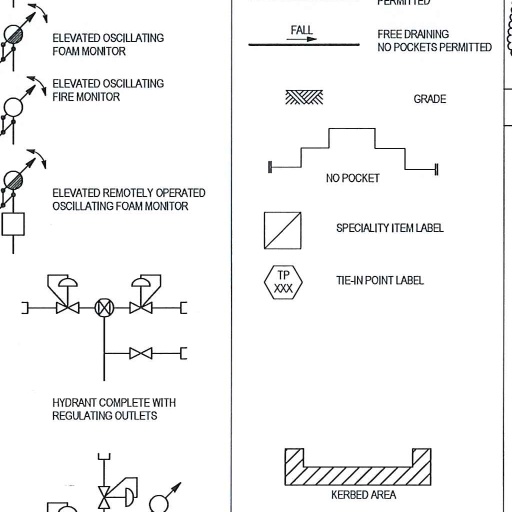 ELEVATED OSCILLATING
FOAM MONITOR
ELEVATED OSCILLATING
FIRE MONITOR
ELEVATED REMOTELY OPERATED
OSCILLATING FOAM MONITOR
HYDRANT COMPLETE WITH
REGULATING OUTLETS
PERMITTED
FALL
FREE DRAINING
NO POCKETS PERMITTED
GRADE
NO POCKET
SPECIALITY ITEM LABEL
TP
XXX
TIE-IN POINT LABEL
KERBED AREA